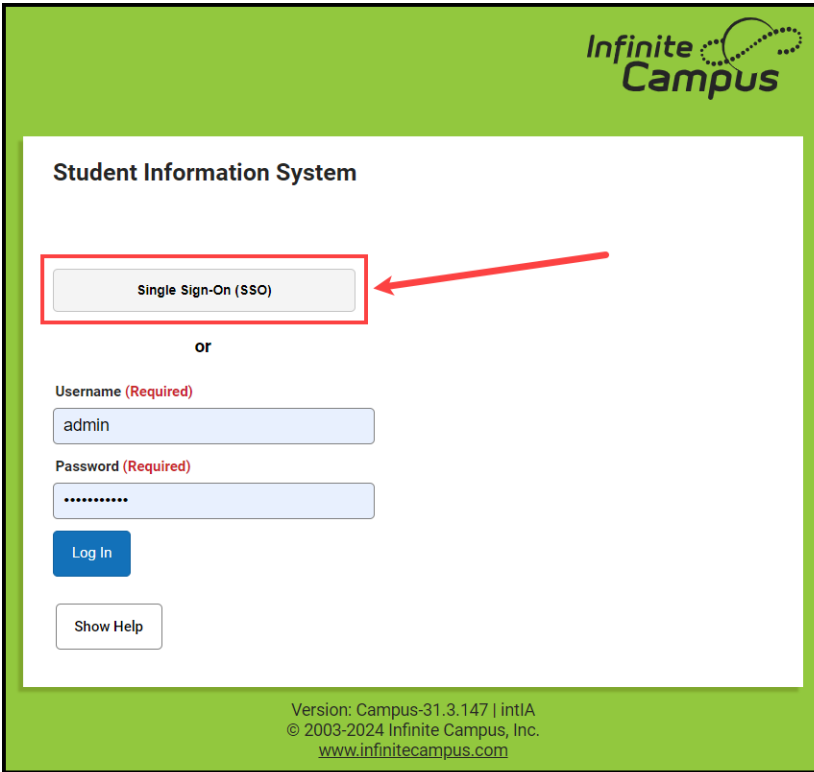 Infinite
Campus
Student Information System
Single Sign-On (SSO)
or
Username (Required)
admin
Password (Required)
•••••••••••
Log In
Show Help
Version: Campus-31.3.147 | intIA
© 2003-2024 Infinite Campus, Inc.
www.infinitecampus.com